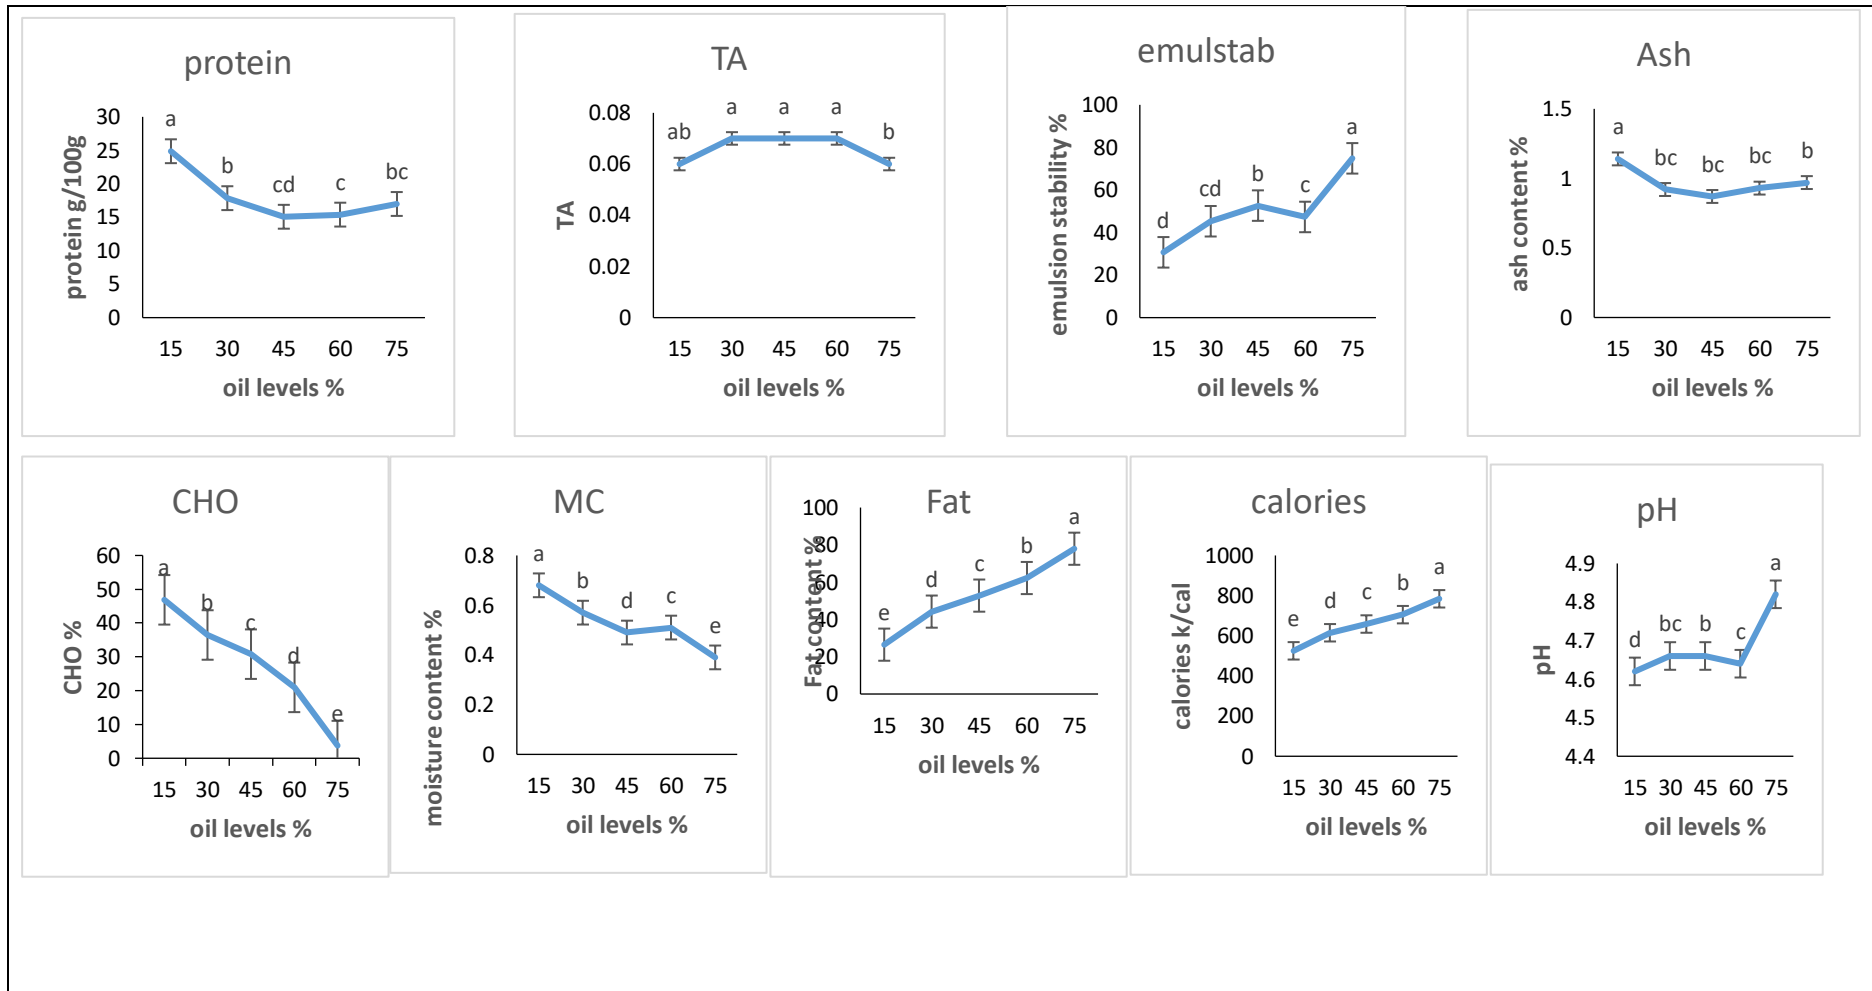 protein
protein g/100g
30
25
20
15
10
5
0
a
b
cd
c
bc
15 30 45 60 75
oil levels %
TA
TA
0.08
0.06
0.04
0.02
0
ab
a
a
a
b
15 30 45 60 75
oil levels %
emulstab
emulsion stability %
100
80
60
40
20
0
d
cd
b
c
a
15 30 45 60 75
oil levels %
Ash
ash content %
1.5
1
0.5
0
a
bc
bc
bc
b
15 30 45 60 75
oil levels %
CHO
CHO %
60
50
40
30
20
10
0
a
b
c
d
e
15 30 45 60 75
oil levels %
MC
moisture content %
0.8
0.6
0.4
0.2
0
a
b
d
c
e
15 30 45 60 75
oil levels %
Fat
Fat content %
100
80
60
40
20
0
e
d
c
b
a
15 30 45 60 75
oil levels %
calories
calories k/cal
1000
800
600
400
200
0
e
d
c
b
a
15 30 45 60 75
oil levels %
pH
pH
4.9
4.8
4.7
4.6
4.5
4.4
d
bc
b
c
a
15 30 45 60 75
oil levels %